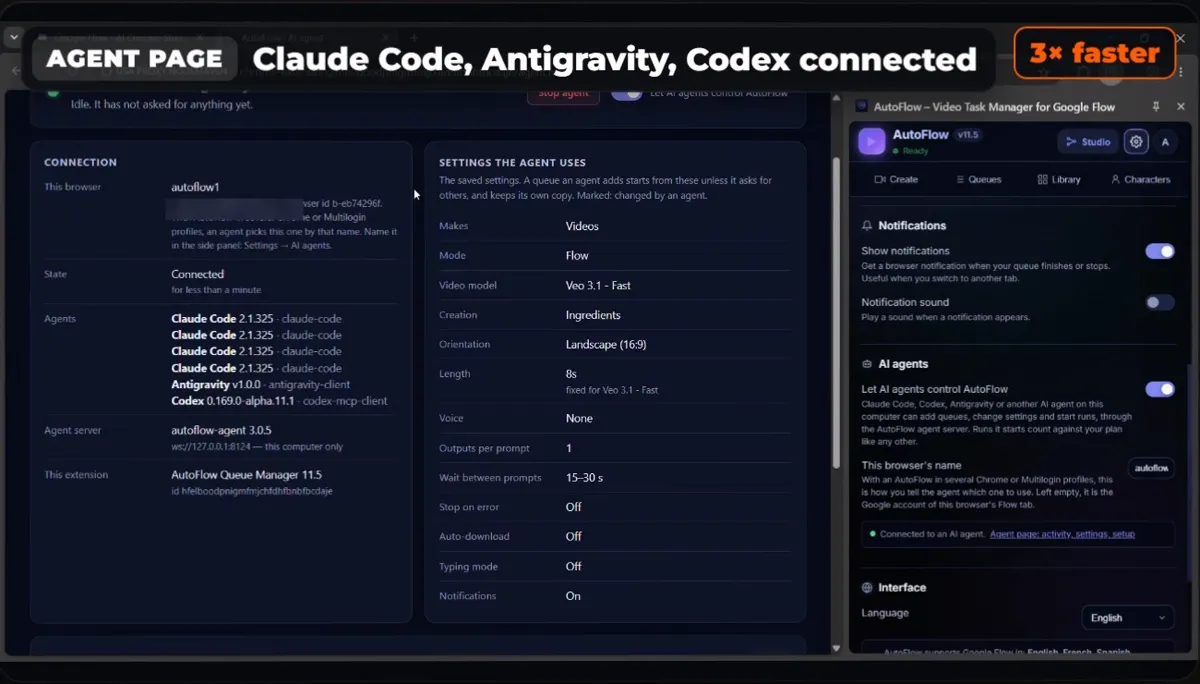 AGENT PAGE
Claude Code, Antigravity, Codex connected
3× faster
Idle. It has not asked for anything yet.
Stop agent
Let AI agents control AutoFlow
CONNECTION
This browser
autoflow1
wser id b-eb74296f.
or Multilogin
profiles, an agent picks this one by that name. Name it
in the side panel: Settings → AI agents.
State
Connected
for less than a minute
Agents
Claude Code 2.1.325 · claude-code
Claude Code 2.1.325 · claude-code
Claude Code 2.1.325 · claude-code
Claude Code 2.1.325 · claude-code
Antigravity v1.0.0 · antigravity-client
Codex 0.169.0-alpha.11.1 · codex-mcp-client
Agent server
autoflow-agent 3.0.5
ws://127.0.0.1:8124 — this computer only
This extension
AutoFlow Queue Manager 11.5
id hfelboodpnigmfmjchfdhfbnbfbcdaje
SETTINGS THE AGENT USES
The saved settings. A queue an agent adds starts from these unless it asks for
others, and keeps its own copy. Marked: changed by an agent.
Makes
Videos
Mode
Flow
Video model
Veo 3.1 - Fast
Creation
Ingredients
Orientation
Landscape (16:9)
Length
8s
fixed for Veo 3.1 - Fast
Voice
None
Outputs per prompt
1
Wait between prompts
15–30 s
Stop on error
Off
Auto-download
Off
Typing mode
Off
Notifications
On
AutoFlow – Video Task Manager for Google Flow
AutoFlow v11.5
Ready
Studio
A
Create
Queues
Library
Characters
Notifications
Show notifications
Get a browser notification when your queue finishes or stops.
Useful when you switch to another tab.
Notification sound
Play a sound when a notification appears.
AI agents
Let AI agents control AutoFlow
Claude Code, Codex, Antigravity or another AI agent on this
computer can add queues, change settings and start runs, through
the AutoFlow agent server. Runs it starts count against your plan
like any other.
This browser's name
autoflow
With an AutoFlow in several Chrome or Multilogin profiles, this
is how you tell the agent which one to use. Left empty, it is the
Google account of this browser's Flow tab.
Connected to an AI agent. Agent page: activity, settings, setup
Interface
Language
English
AutoFlow supports Google Flow in: English, French, Spanish